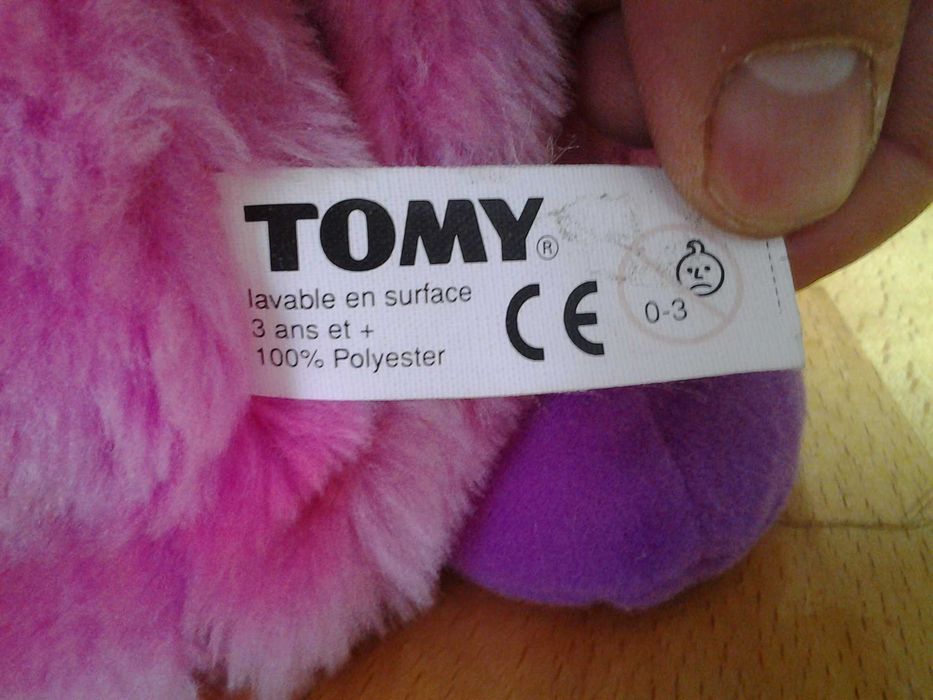 TOMY®
lavable en surface
3 ans et +
100% Polyester
CE
0-3